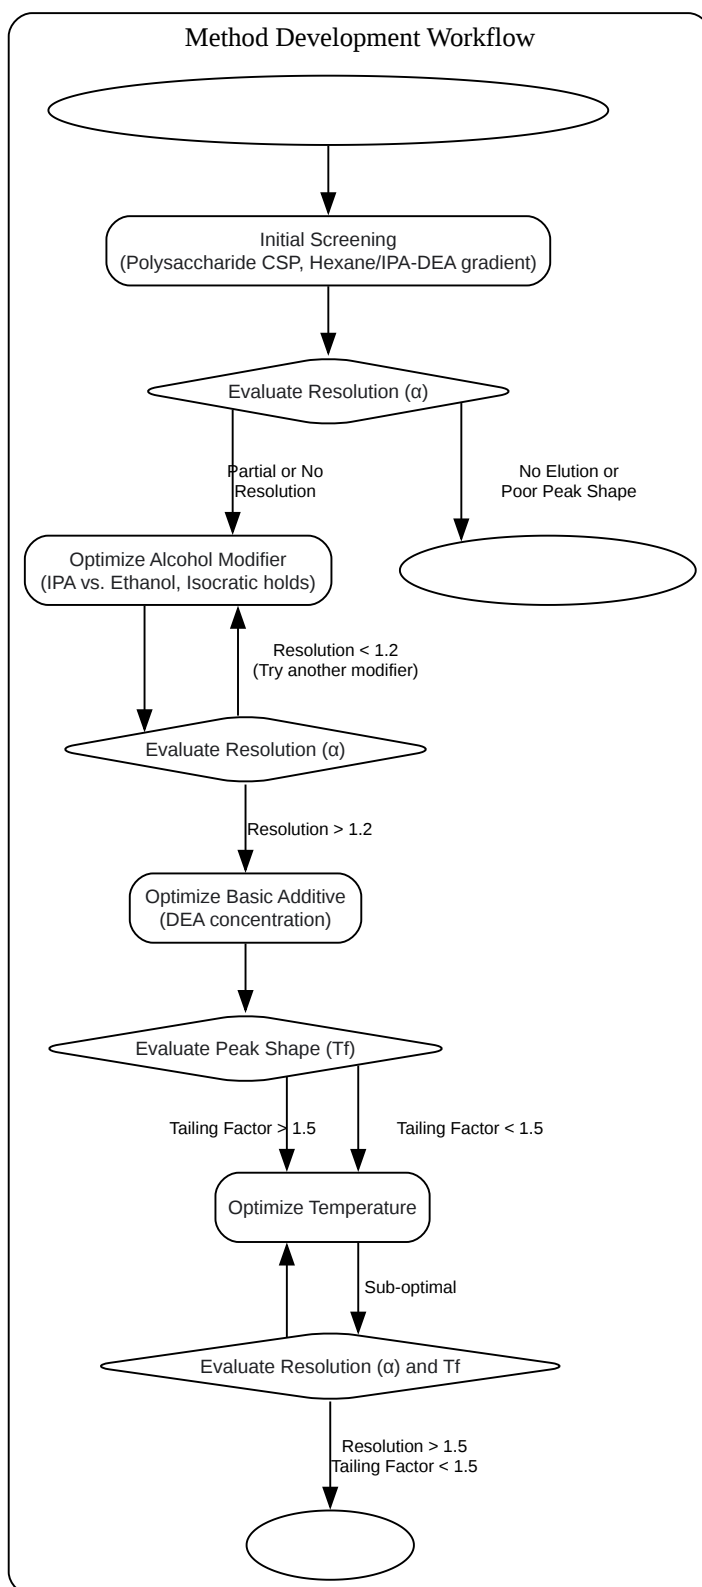 Method Development Workflow
Initial Screening
(Polysaccharide CSP, Hexane/IPA-DEA gradient)
Evaluate Resolution (α)
Partial or No
Resolution
No Elution or
Poor Peak Shape
Optimize Alcohol Modifier
(IPA vs. Ethanol, Isocratic holds)
Resolution < 1.2
(Try another modifier)
Evaluate Resolution (α)
Resolution > 1.2
Optimize Basic Additive
(DEA concentration)
Evaluate Peak Shape (Tf)
Tailing Factor > 1.5
Tailing Factor < 1.5
Optimize Temperature
Sub-optimal
Evaluate Resolution (α) and Tf
Resolution > 1.5
Tailing Factor < 1.5